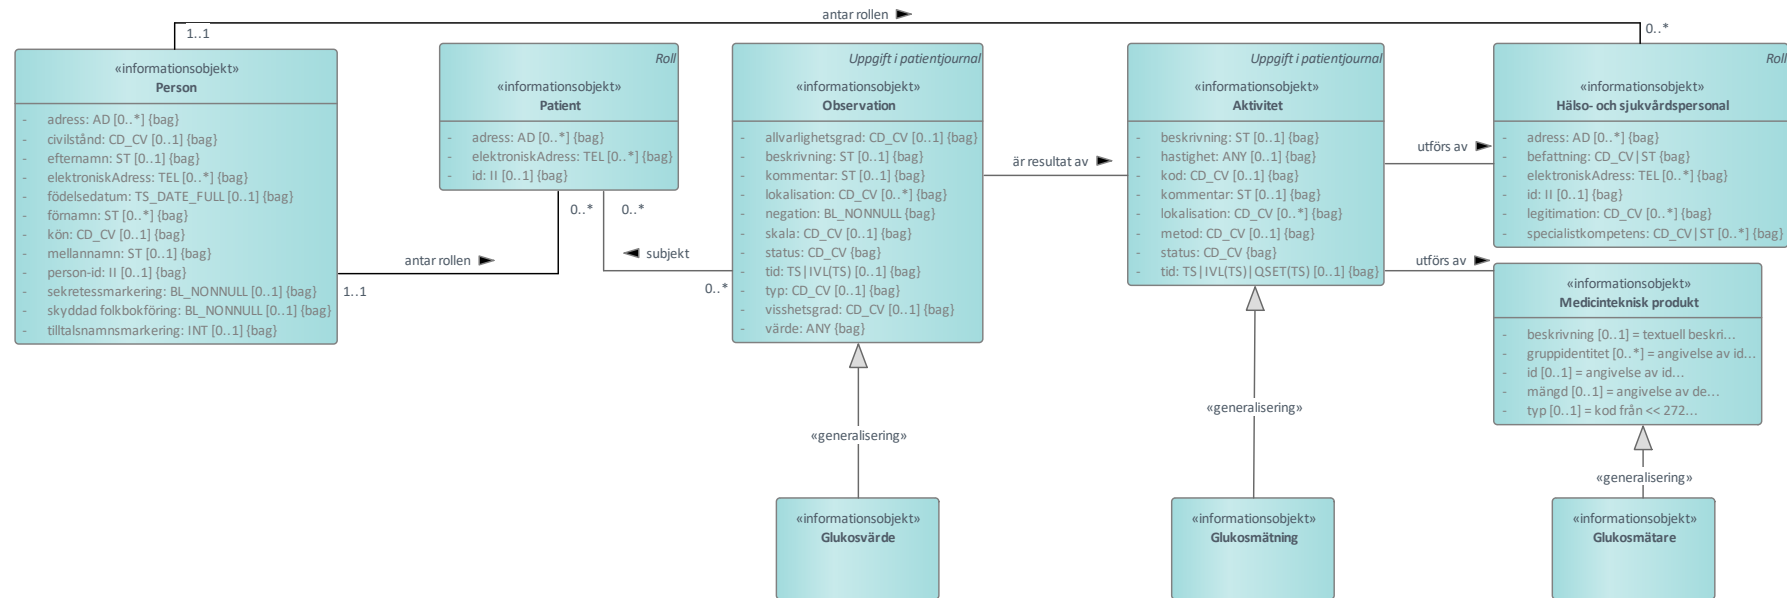 antar rollen
1..1
0..*
«informationsobjekt»
Person
- adress: AD [0..*] {bag}
- civilstånd: CD_CV [0..1] {bag}
- efternamn: ST [0..1] {bag}
- elektroniskAdress: TEL [0..*] {bag}
- födelsedatum: TS_DATE_FULL [0..1] {bag}
- förnamn: ST [0..*] {bag}
- kön: CD_CV [0..1] {bag}
- mellannamn: ST [0..1] {bag}
- person-id: II [0..1] {bag}
- sekretessmarkering: BL_NONNULL [0..1] {bag}
- skyddad folkbokföring: BL_NONNULL [0..1] {bag}
- tilltalsnamnsmarkering: INT [0..1] {bag}
antar rollen
1..1
0..*
Roll
«informationsobjekt»
Patient
- adress: AD [0..*] {bag}
- elektroniskAdress: TEL [0..*] {bag}
- id: II [0..1] {bag}
0..*
subjekt
0..*
Uppgift i patientjournal
«informationsobjekt»
Observation
- allvarlighetsgrad: CD_CV [0..1] {bag}
- beskrivning: ST [0..1] {bag}
- kommentar: ST [0..1] {bag}
- lokalisation: CD_CV [0..*] {bag}
- negation: BL_NONNULL {bag}
- skala: CD_CV [0..1] {bag}
- status: CD_CV {bag}
- tid: TS|IVL(TS) [0..1] {bag}
- typ: CD_CV [0..1] {bag}
- visshetsgrad: CD_CV [0..1] {bag}
- värde: ANY {bag}
är resultat av
Uppgift i patientjournal
«informationsobjekt»
Aktivitet
- beskrivning: ST [0..1] {bag}
- hastighet: ANY [0..1] {bag}
- kod: CD_CV [0..1] {bag}
- kommentar: ST [0..1] {bag}
- lokalisation: CD_CV [0..*] {bag}
- metod: CD_CV [0..1] {bag}
- status: CD_CV {bag}
- tid: TS|IVL(TS)|QSET(TS) [0..1] {bag}
utförs av
Roll
«informationsobjekt»
Hälso- och sjukvårdspersonal
- adress: AD [0..*] {bag}
- befattning: CD_CV|ST {bag}
- elektroniskAdress: TEL [0..*] {bag}
- id: II [0..1] {bag}
- legitimation: CD_CV [0..*] {bag}
- specialistkompetens: CD_CV|ST [0..*] {bag}
utförs av
«informationsobjekt»
Medicinteknisk produkt
- beskrivning [0..1] = textuell beskri...
- gruppidentitet [0..*] = angivelse av id...
- id [0..1] = angivelse av id...
- mängd [0..1] = angivelse av de...
- typ [0..1] = kod från << 272...
«generalisering»
«generalisering»
«generalisering»
«informationsobjekt»
Glukosvärde
«informationsobjekt»
Glukosmätning
«informationsobjekt»
Glukosmätare